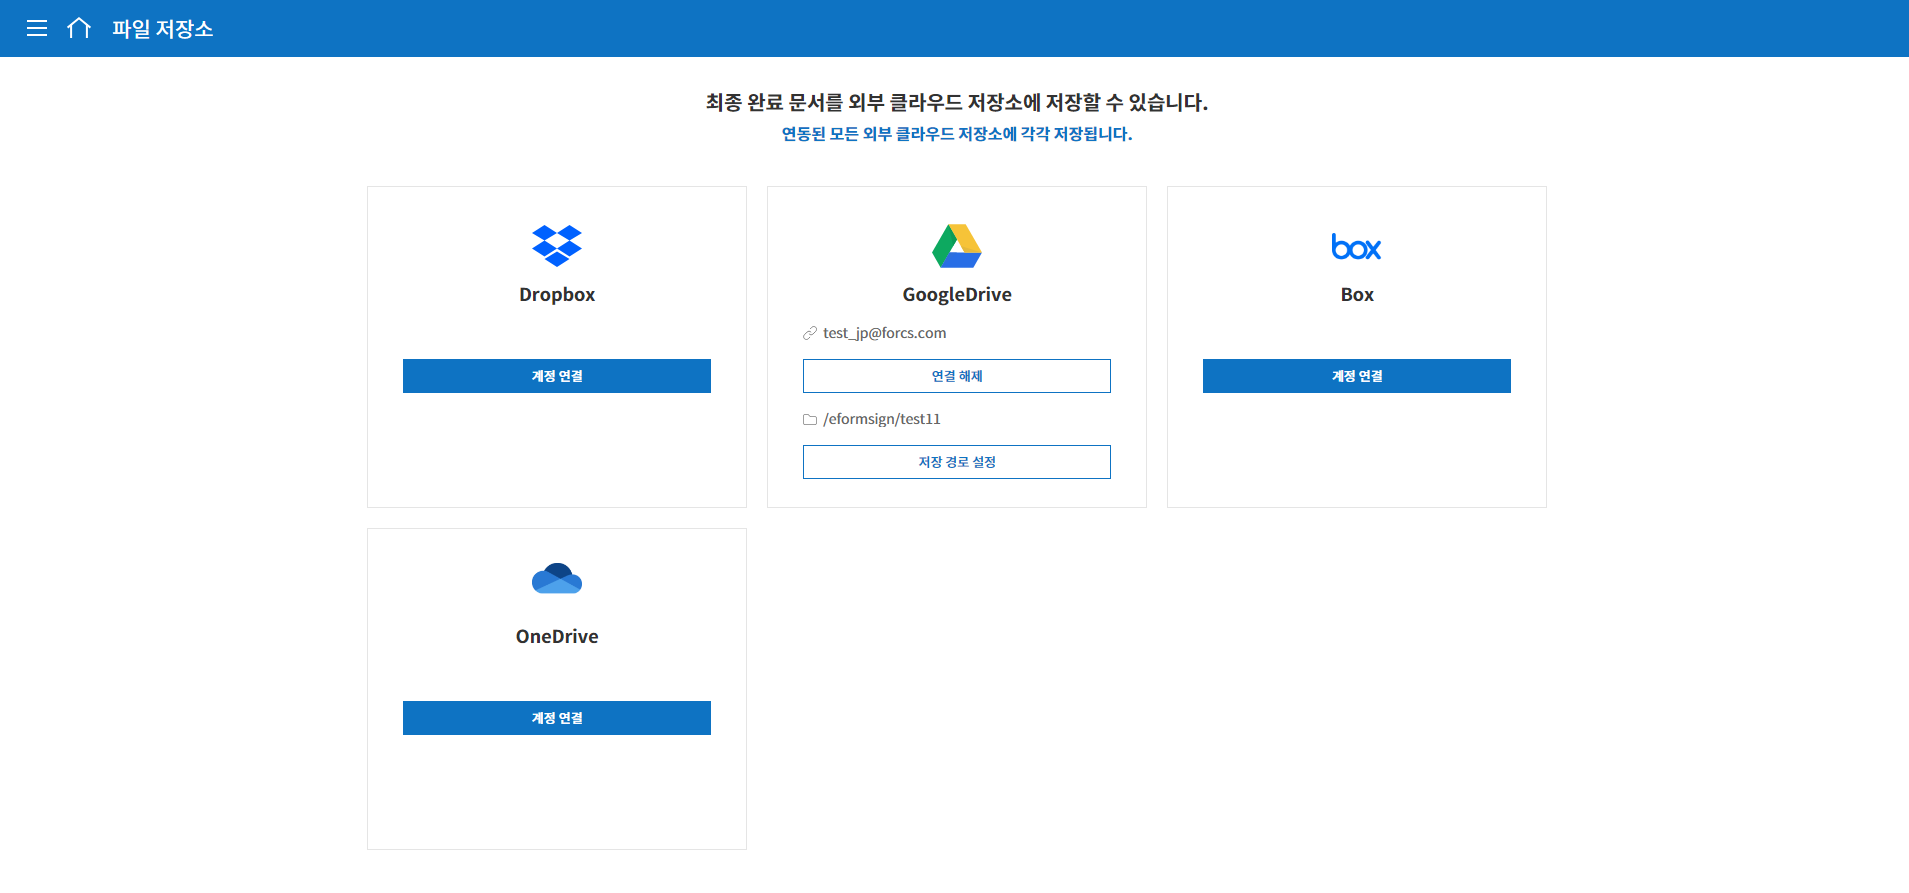 파일 저장소
최종 완료 문서를 외부 클라우드 저장소에 저장할 수 있습니다.
연동된 모든 외부 클라우드 저장소에 각각 저장됩니다.
Dropbox
계정 연결
GoogleDrive
test_jp@forcs.com
연결 해제
/eformsign/test11
저장 경로 설정
box
Box
계정 연결
OneDrive
계정 연결